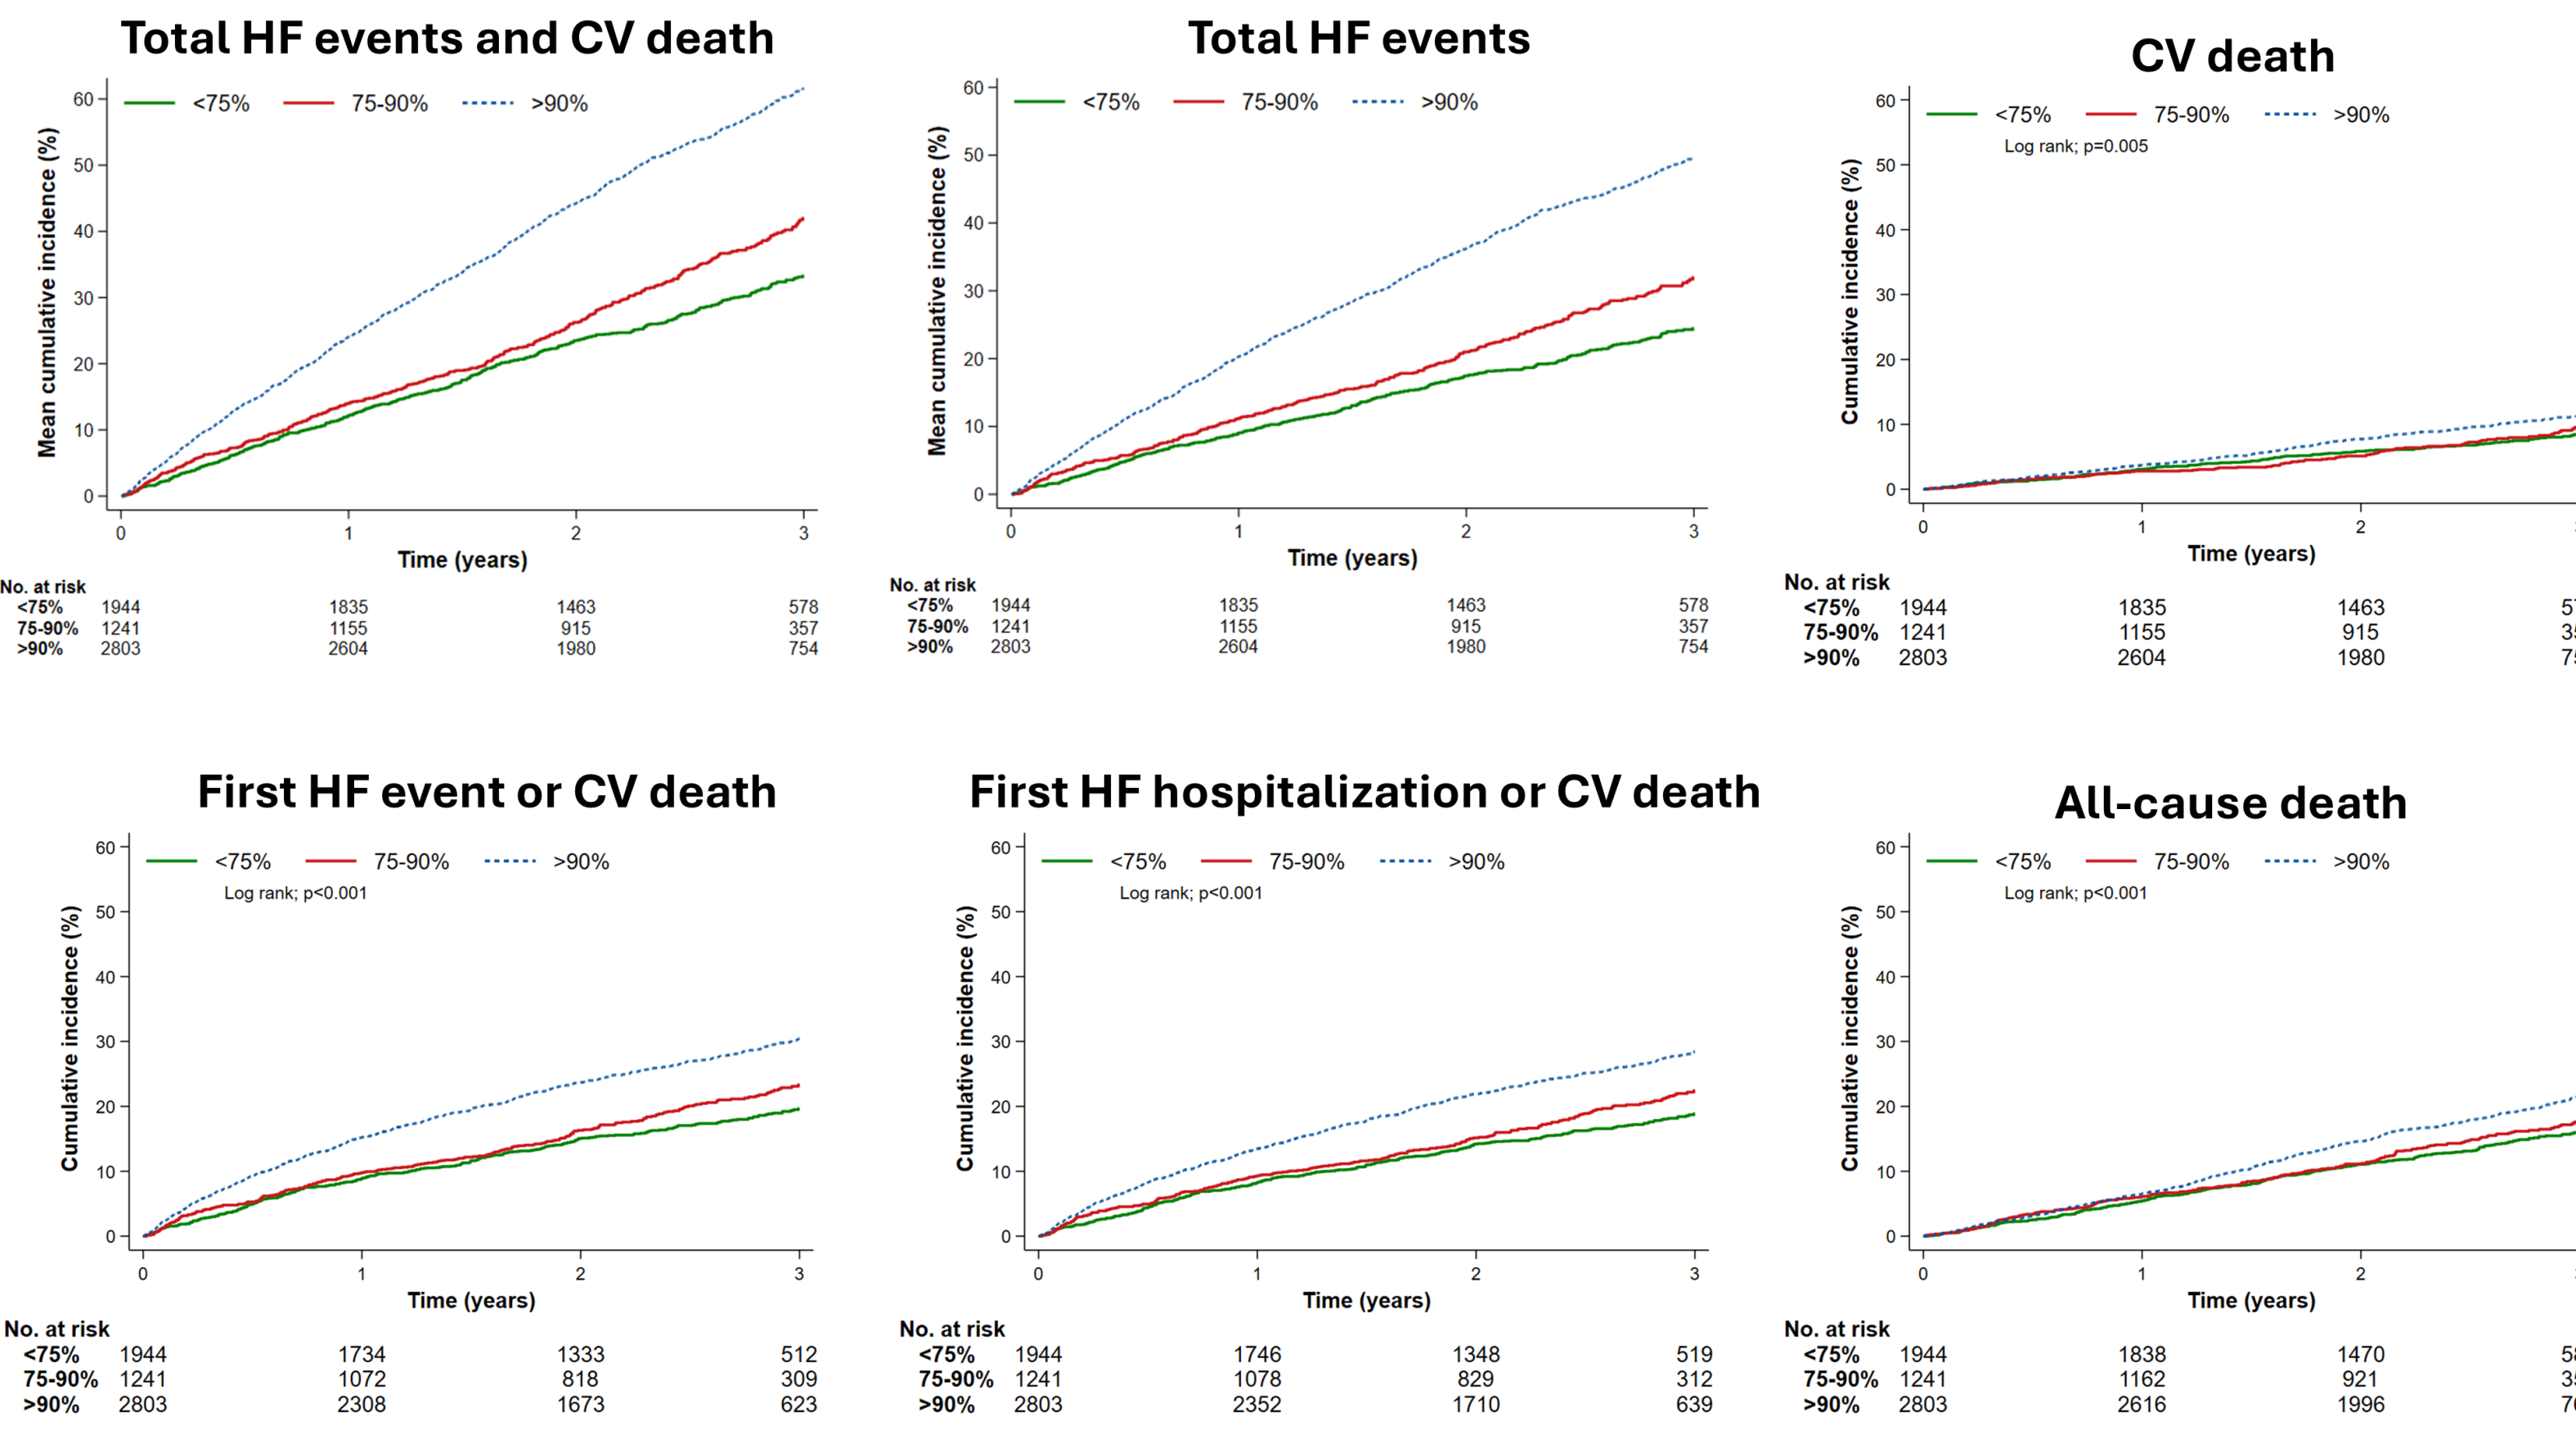 Total HF events and CV death
<75% 75-90% >90%
Mean cumulative incidence (%)
60
50
40
30
20
10
0
0 1 2 3
Time (years)
No. at risk
<75% 1944 1835 1463 578
75-90% 1241 1155 915 357
>90% 2803 2604 1980 754
Total HF events
<75% 75-90% >90%
Mean cumulative incidence (%)
60
50
40
30
20
10
0
0 1 2 3
Time (years)
No. at risk
<75% 1944 1835 1463 578
75-90% 1241 1155 915 357
>90% 2803 2604 1980 754
CV death
<75% 75-90% >90%
Log rank; p=0.005
Cumulative incidence (%)
60
50
40
30
20
10
0
0 1 2
Time (years)
No. at risk
<75% 1944 1835 1463
75-90% 1241 1155 915
>90% 2803 2604 1980
First HF event or CV death
<75% 75-90% >90%
Log rank; p<0.001
Cumulative incidence (%)
60
50
40
30
20
10
0
0 1 2 3
Time (years)
No. at risk
<75% 1944 1734 1333 512
75-90% 1241 1072 818 309
>90% 2803 2308 1673 623
First HF hospitalization or CV death
<75% 75-90% >90%
Log rank; p<0.001
Cumulative incidence (%)
60
50
40
30
20
10
0
0 1 2 3
Time (years)
No. at risk
<75% 1944 1746 1348 519
75-90% 1241 1078 829 312
>90% 2803 2352 1710 639
All-cause death
<75% 75-90% >90%
Log rank; p<0.001
Cumulative incidence (%)
60
50
40
30
20
10
0
0 1 2
Time (years)
No. at risk
<75% 1944 1838 1470
75-90% 1241 1162 921
>90% 2803 2616 1996